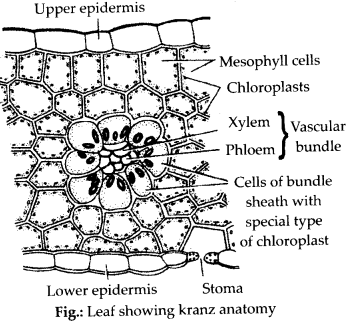 Upper epidermis
Mesophyll cells
Chloroplasts
Xylem
Phloem
Vascular
bundle
Cells of bundle
sheath with
special type
of chloroplast
Lower epidermis
Stoma
Fig.: Leaf showing kranz anatomy